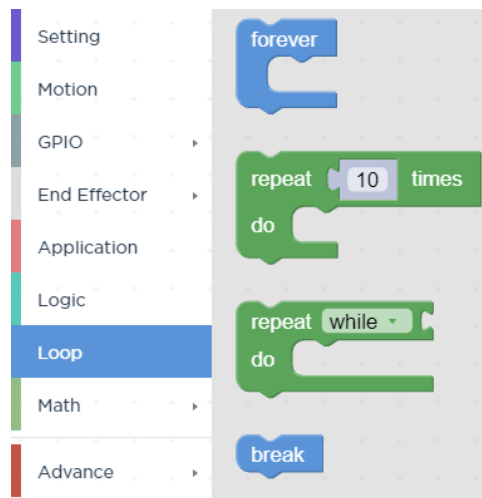 Setting
Motion
GPIO
End Effector
Application
Logic
Loop
Math
Advance
forever
repeat 10 times
do
repeat while
do
break